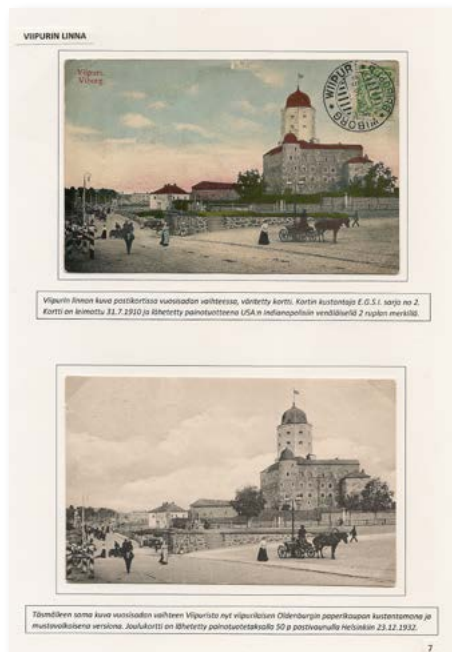 VIIPURIN LINNA
Viipuri.
Viborg.
WIIPURI
WIBORG
Viipurin linnan kuva postikortissa vuosisadan vaihteessa, väritetty kortti. Kortin kustantaja E.G.S.I. sarja no 2.
Kortti on leimattu 31.7.1910 ja lähetetty painotuotteena USA:n Indianapolisiin venäläisellä 2 ruplan merkillä.
Täsmälleen sama kuva vuosisadan vaihteen Viipurista nyt viipurilaisen Oldenburgin paperikaupan kustantamana ja
mustavalkoisena versiona. Joulukortti on lähetetty painotuotetaksalla 50 p postivaunulla Helsinkiin 23.12.1932.
7